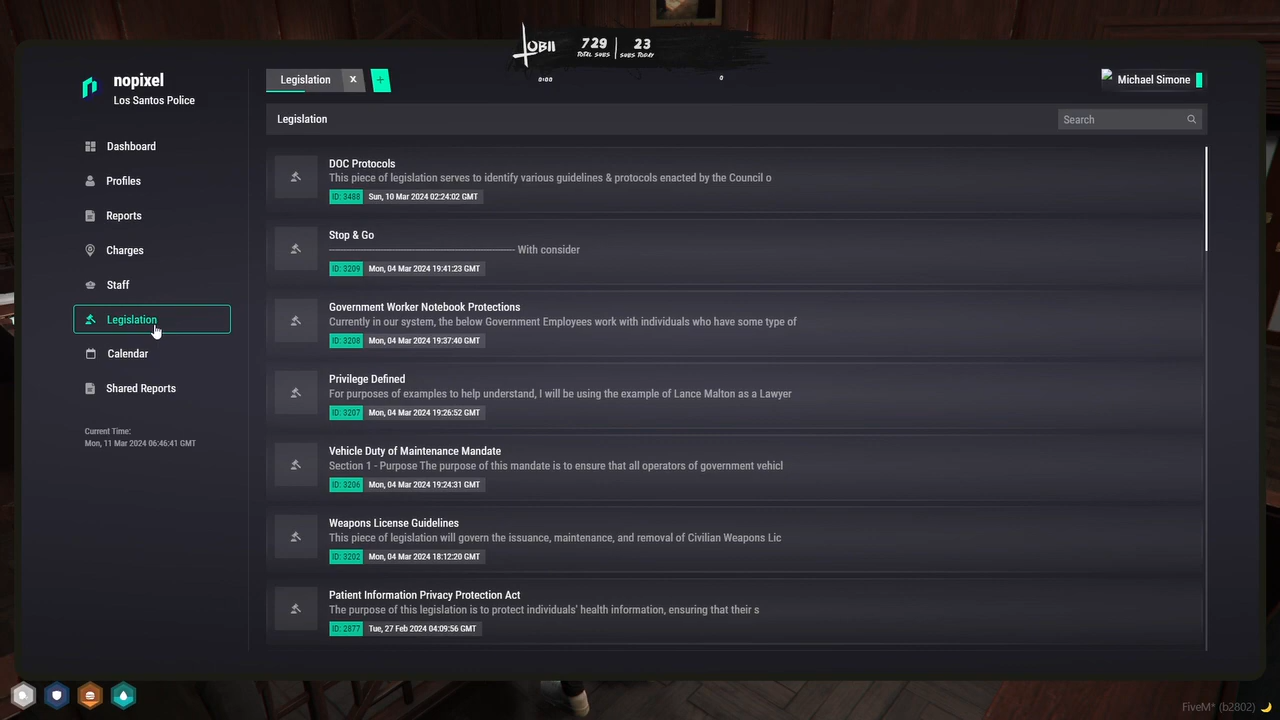 TOBII
729
TOTAL SUBS
23
SUBS TODAY
0:00
0
nopixel
Los Santos Police
Legislation
x
+
Michael Simone
Dashboard
Profiles
Reports
Charges
Staff
Legislation
Calendar
Shared Reports
Current Time:
Mon, 11 Mar 2024 06:46:41 GMT
Legislation
Search
DOC Protocols
This piece of legislation serves to identify various guidelines & protocols enacted by the Council o
ID: 3488 Sun, 10 Mar 2024 02:24:02 GMT
Stop & Go
—————————————————— With consider
ID: 3209 Mon, 04 Mar 2024 19:41:23 GMT
Government Worker Notebook Protections
Currently in our system, the below Government Employees work with individuals who have some type of
ID: 3208 Mon, 04 Mar 2024 19:37:40 GMT
Privilege Defined
For purposes of examples to help understand, I will be using the example of Lance Malton as a Lawyer
ID: 3207 Mon, 04 Mar 2024 19:26:52 GMT
Vehicle Duty of Maintenance Mandate
Section 1 - Purpose The purpose of this mandate is to ensure that all operators of government vehicl
ID: 3206 Mon, 04 Mar 2024 19:24:31 GMT
Weapons License Guidelines
This piece of legislation will govern the issuance, maintenance, and removal of Civilian Weapons Lic
ID: 3202 Mon, 04 Mar 2024 18:12:20 GMT
Patient Information Privacy Protection Act
The purpose of this legislation is to protect individuals' health information, ensuring that their s
ID: 2877 Tue, 27 Feb 2024 04:09:56 GMT
FiveM* (b2802)